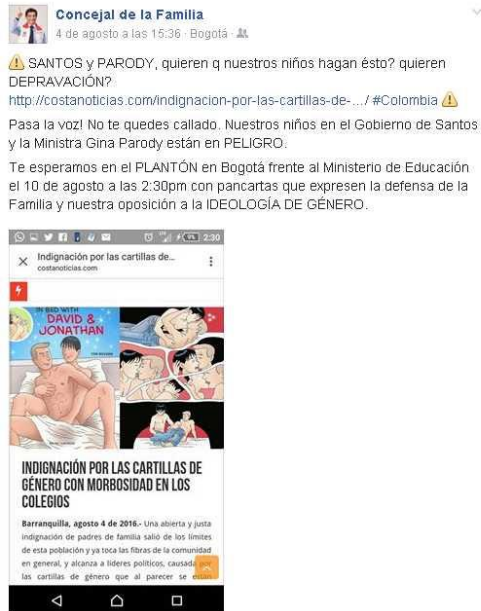 Concejal de la Familia
4 de agosto a las 15:36 · Bogotá ·
SANTOS y PARODY, quieren q nuestros niños hagan ésto? quieren
DEPRAVACIÓN?
http://costanoticias.com/indignacion-por-las-cartillas-de-.../ #Colombia
Pasa la voz! No te quedes callado. Nuestros niños en el Gobierno de Santos
y la Ministra Gina Parody están en PELIGRO.
Te esperamos en el PLANTÓN en Bogotá frente al Ministerio de Educación
el 10 de agosto a las 2:30pm con pancartas que expresen la defensa de la
Familia y nuestra oposición a la IDEOLOGÍA DE GÉNERO.
2:30
Indignación por las cartillas de...
costanoticias.com
IN BED WITH
DAVID &
JONATHAN
INDIGNACIÓN POR LAS CARTILLAS DE
GÉNERO CON MORBOSIDAD EN LOS
COLEGIOS
Barranquilla, agosto 4 de 2016.- Una abierta y justa
indignación de padres de familia salió de los límites
de esta población y ya toca las fibras de la comunidad
en general, y alcanza a líderes políticos, causada por
las cartillas de género que al parecer se están